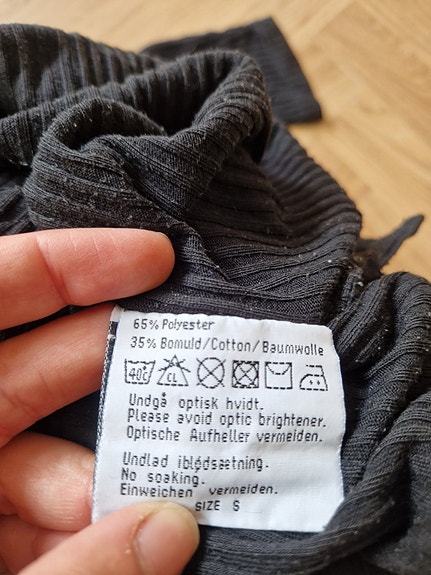 65% Polyester
35% Bomuld/Cotton/Baumwolle
40C CL
Undgå optisk hvidt.
Please avoid optic brightener.
Optische Aufheller vermeiden.
Undlad iblødsætning.
No soaking.
Einweichen vermeiden.
SIZE S